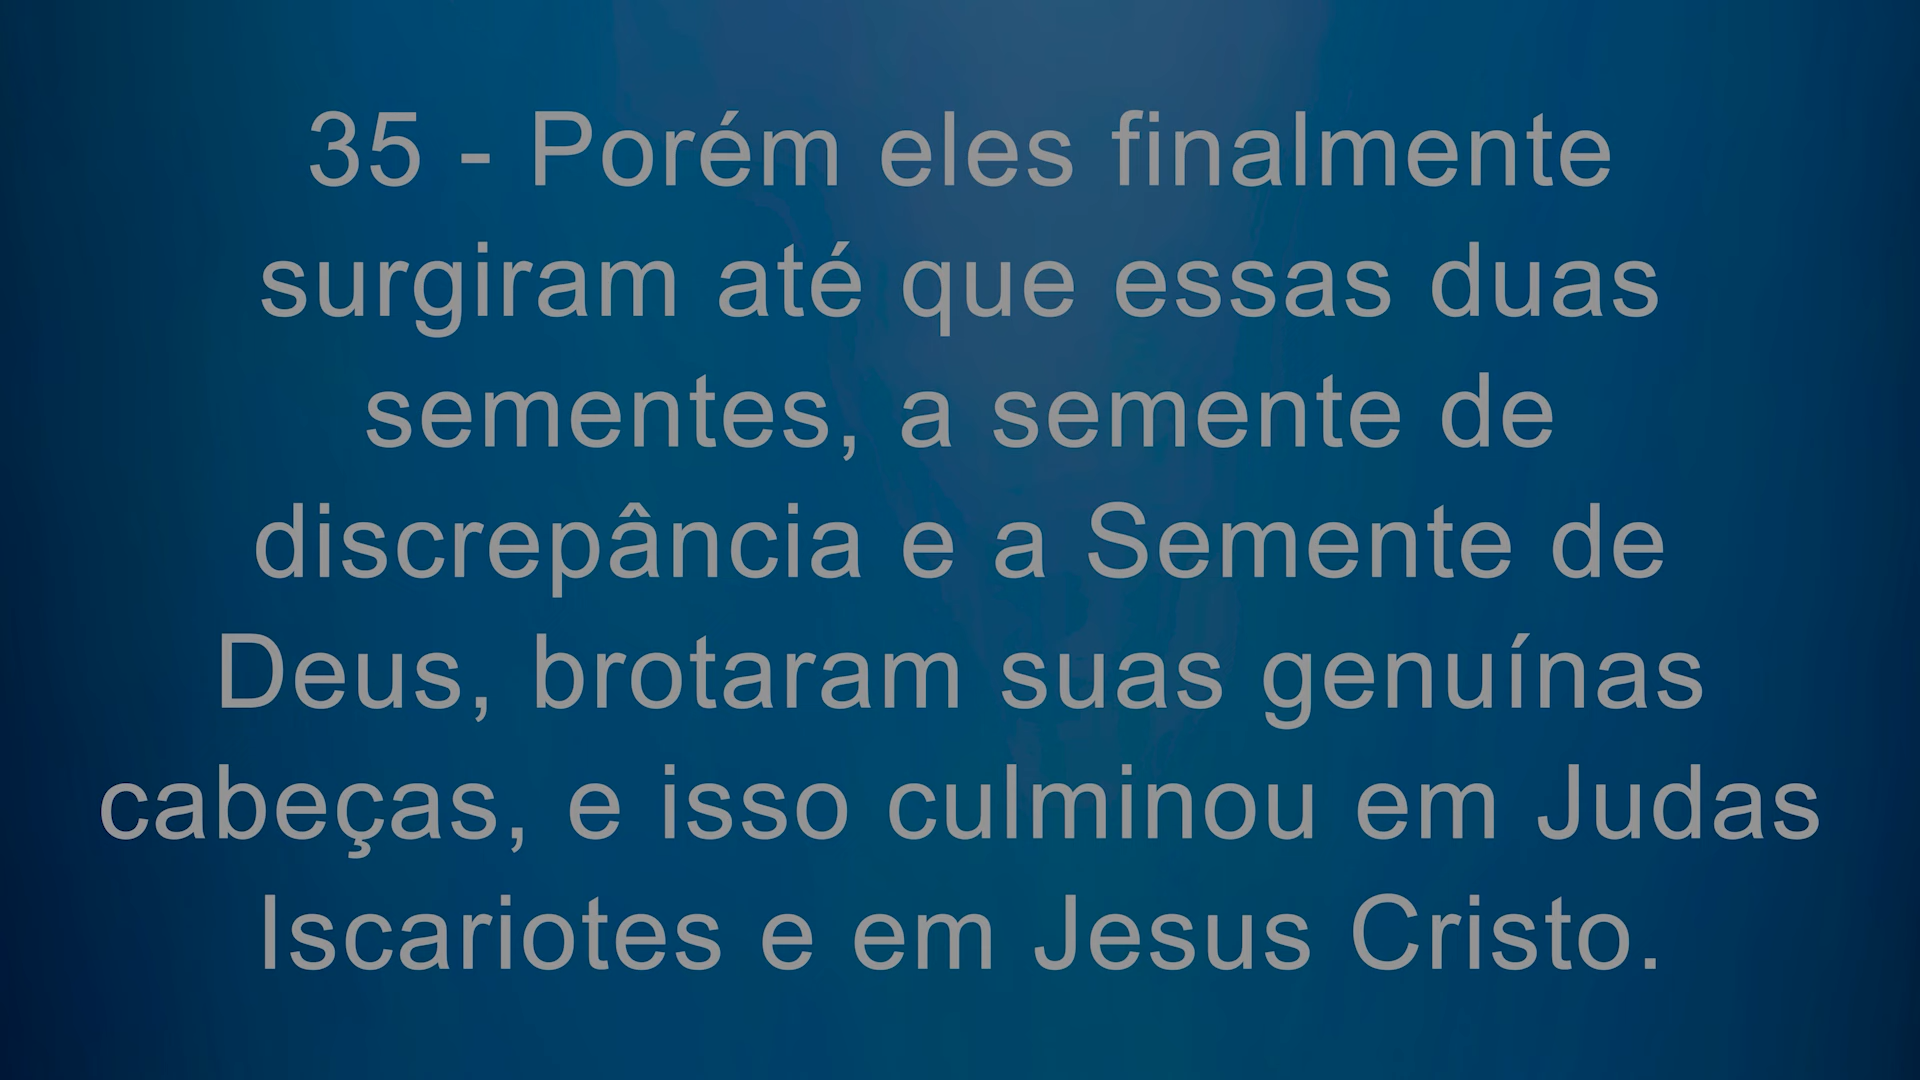 35 - Porém eles finalmente
surgiram até que essas duas
sementes, a semente de
discrepância e a Semente de
Deus, brotaram suas genuínas
cabeças, e isso culminou em Judas
Iscariotes e em Jesus Cristo.